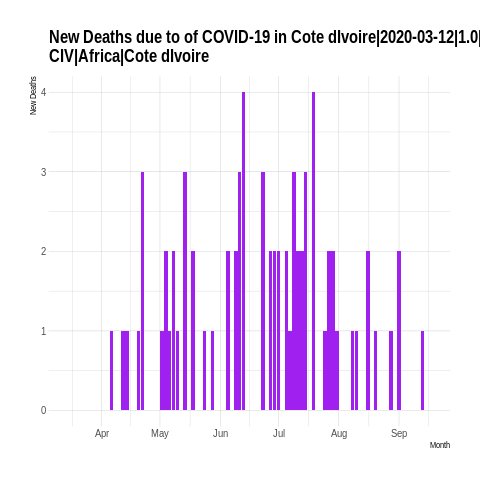 New Deaths due to of COVID-19 in Cote dIvoire|2020-03-12|1.0|
CIV|Africa|Cote dIvoire
New Deaths
4
3
2
1
0
Apr May Jun Jul Aug Sep
Month